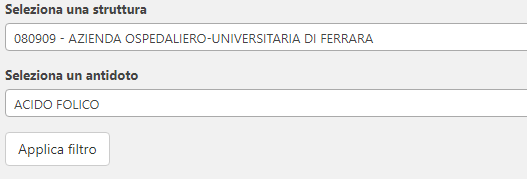 Seleziona una struttura
080909 - AZIENDA OSPEDALIERO-UNIVERSITARIA DI FERRARA
Seleziona un antidoto
ACIDO FOLICO
Applica filtro